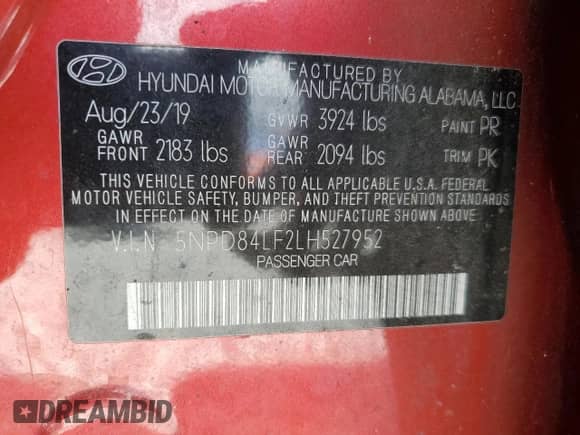 MANUFACTURED BY
HYUNDAI MOTOR MANUFACTURING ALABAMA, LLC
Aug/23/19 GVWR 3924 lbs PAINT PR
GAWR FRONT 2183 lbs GAWR REAR 2094 lbs TRIM PK
THIS VEHICLE CONFORMS TO ALL APPLICABLE U.S.A. FEDERAL
MOTOR VEHICLE SAFETY, BUMPER, AND THEFT PREVENTION STANDARDS
IN EFFECT ON THE DATE OF MANUFACTURE SHOWN ABOVE.
V.I.N 5NPD84LF2LH527952
PASSENGER CAR
DREAMBID